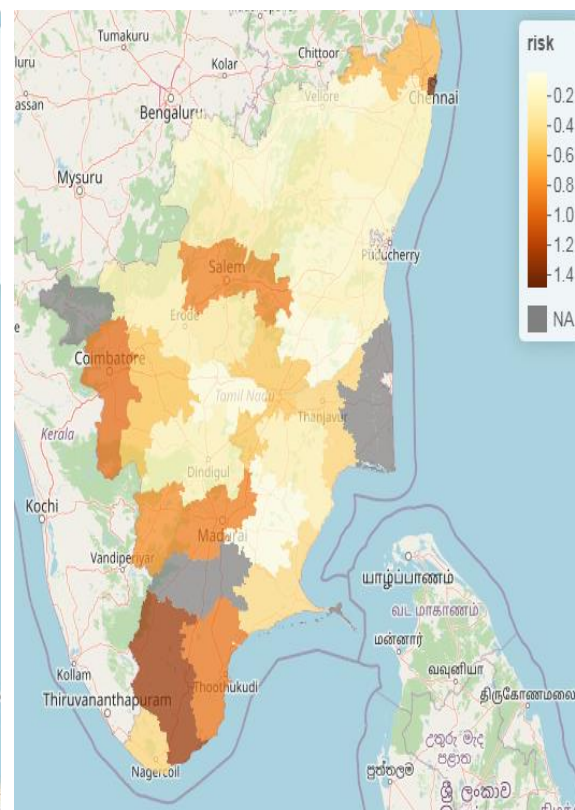 Tumakuru
Chittoor
Kolar
luru
assan
Bengaluru
Vellore
Chennai
Mysuru
Puducherry
Salem
Erode
Coimbatore
Tamil Nadu
Thanjavur
Kerala
Dindigul
Kochi
Madurai
Vandiperiyar
யாழ்ப்பாணம்
வட மாகாணம்
மன்னார்
வவுனியா
Kollam
Thoothukudi
Thiruvananthapuram
திருகோணமலை
வடமத்திய
Nagercoil
புத்தலம்
ශ්‍රී ලංකාව
risk
0.2
0.4
0.6
0.8
1.0
1.2
1.4
NA